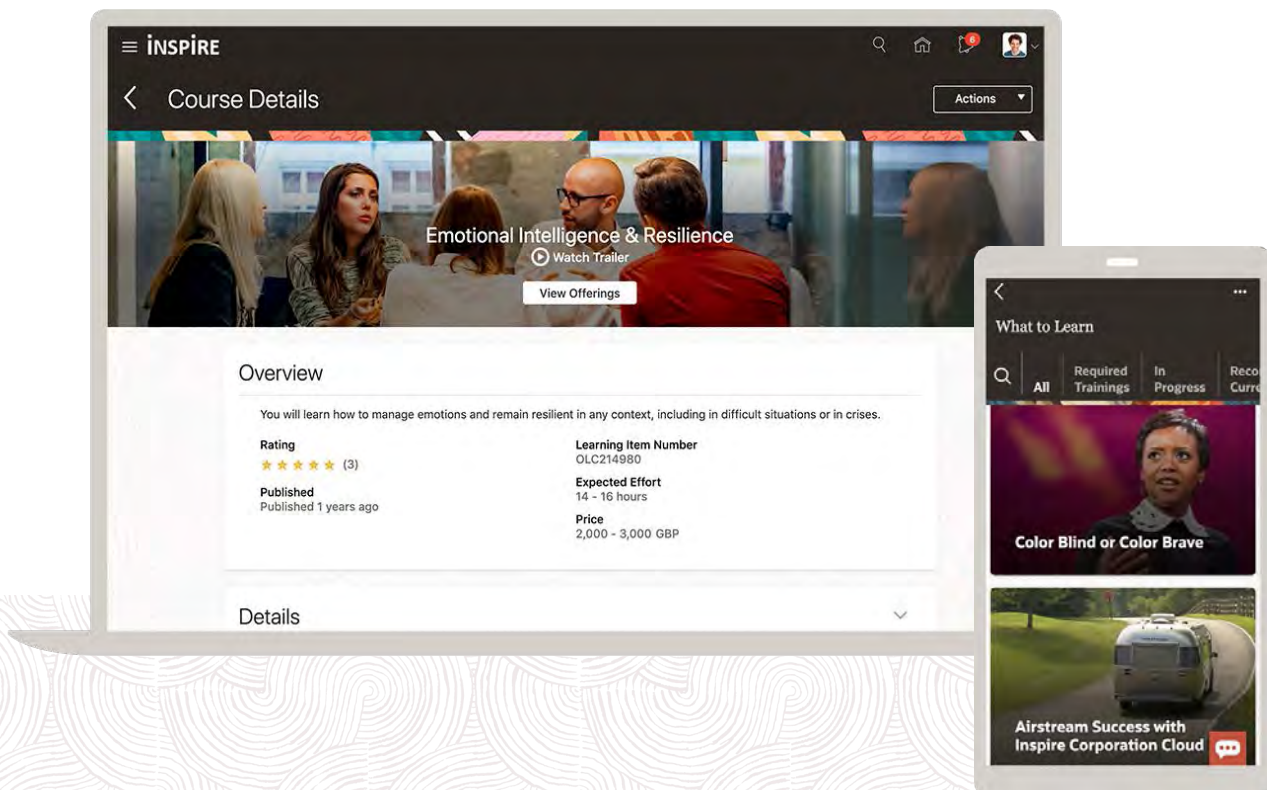 iNSPiRE
6
Course Details
Actions
Emotional Intelligence & Resilience
Watch Trailer
View Offerings
Overview
You will learn how to manage emotions and remain resilient in any context, including in difficult situations or in crises.
Rating
(3)
Published
Published 1 years ago
Learning Item Number
OLC214980
Expected Effort
14 - 16 hours
Price
2,000 - 3,000 GBP
Details
What to Learn
All
Required
Trainings
In
Progress
Reco
Curre
Color Blind or Color Brave
Airstream Success with
Inspire Corporation Cloud